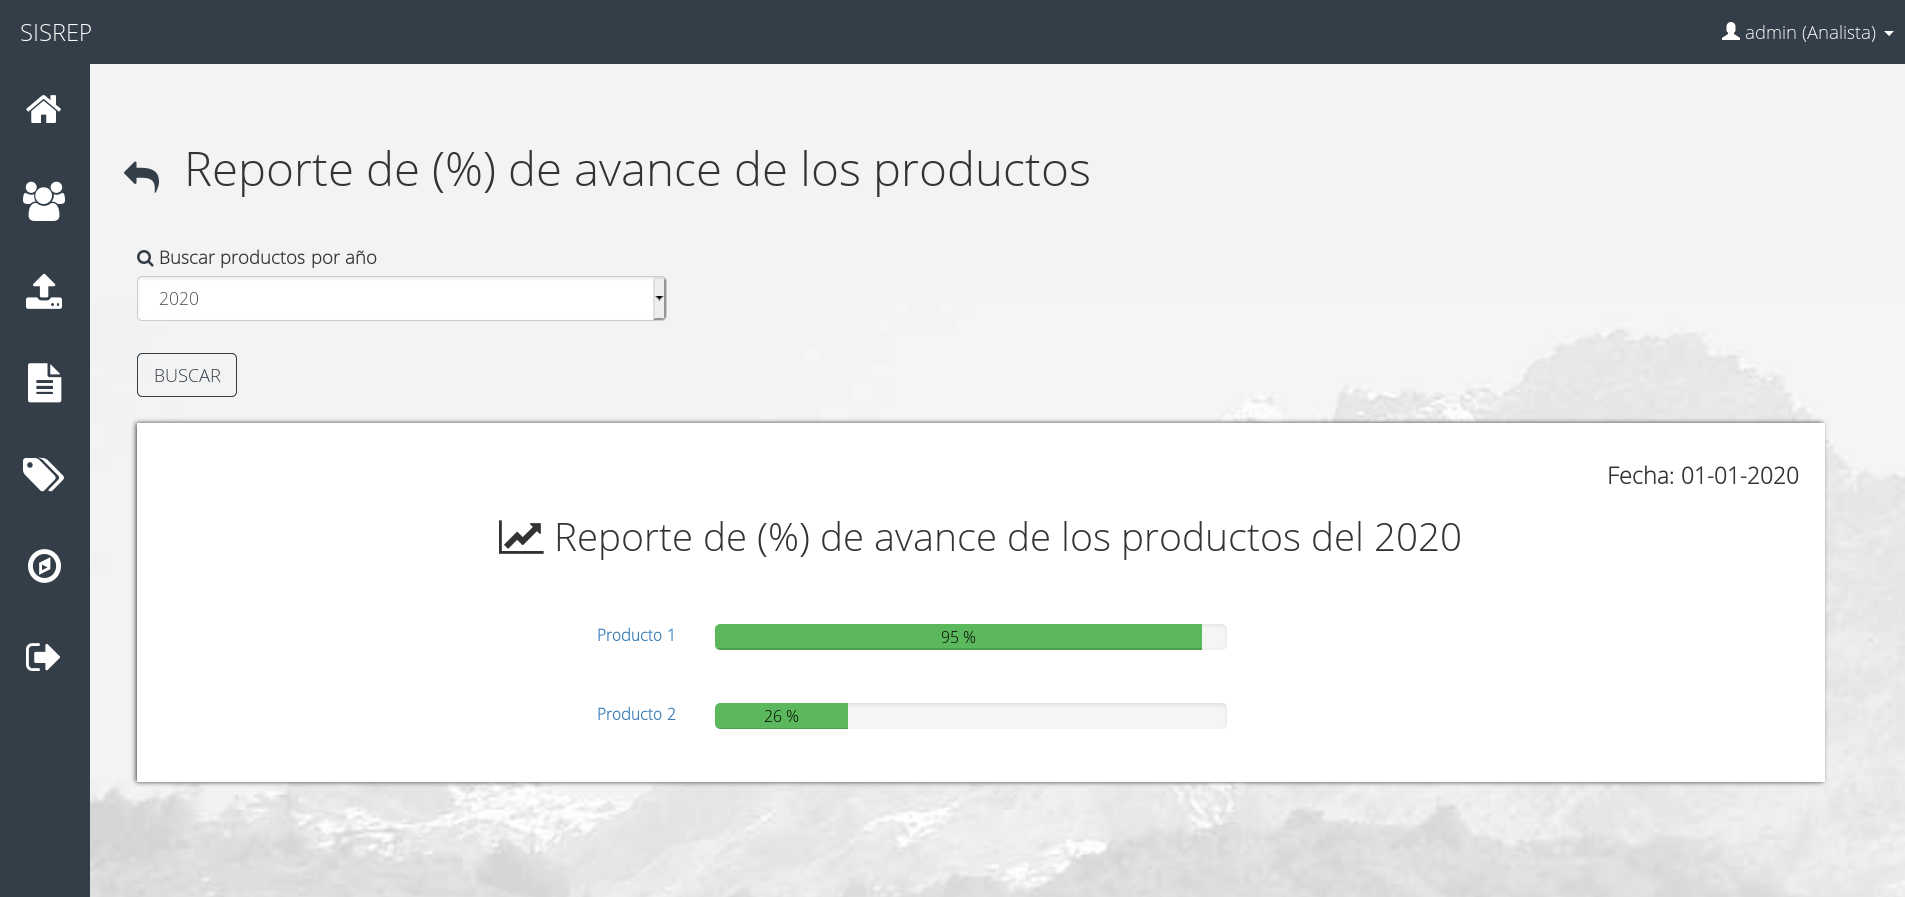 SISREP
admin (Analista)
Reporte de (%) de avance de los productos
Buscar productos por año
2020
BUSCAR
Fecha: 01-01-2020
Reporte de (%) de avance de los productos del 2020
Producto 1 95 %
Producto 2 26 %